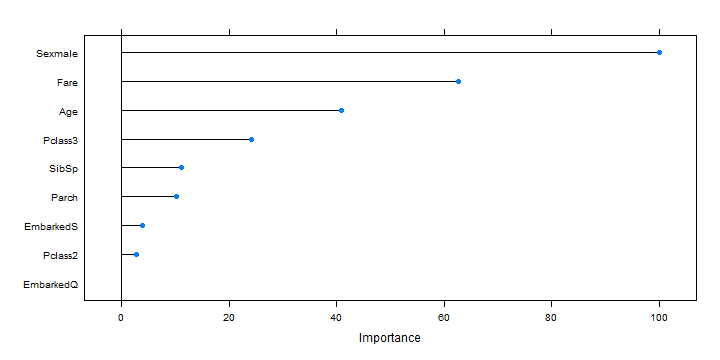 Sexmale
Fare
Age
Pclass3
SibSp
Parch
EmbarkedS
Pclass2
EmbarkedQ
0 20 40 60 80 100
Importance